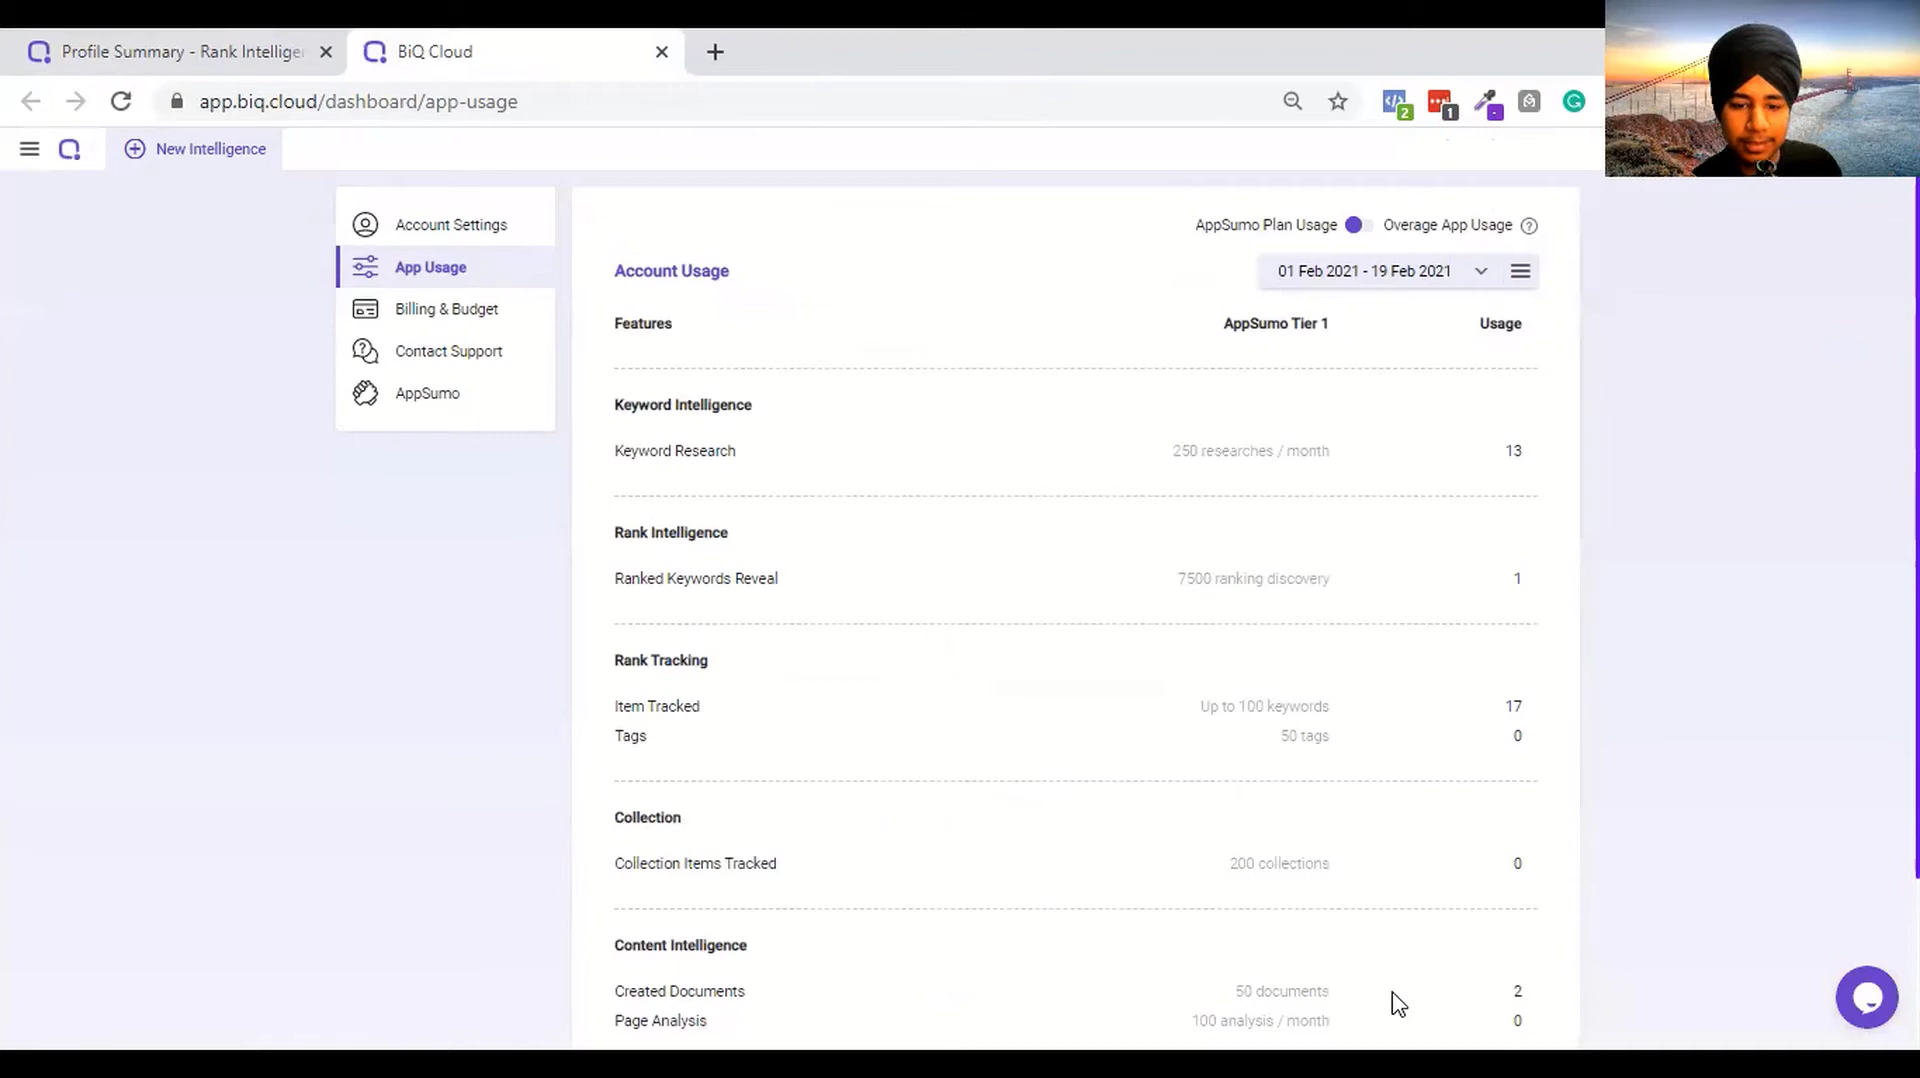 Profile Summary - Rank Intellige
BiQ Cloud
app.biq.cloud/dashboard/app-usage
2
1
New Intelligence
Account Settings
App Usage
Billing & Budget
Contact Support
AppSumo
AppSumo Plan Usage
Overage App Usage
Account Usage
01 Feb 2021 - 19 Feb 2021
Features AppSumo Tier 1 Usage
Keyword Intelligence
Keyword Research 250 researches / month 13
Rank Intelligence
Ranked Keywords Reveal 7500 ranking discovery 1
Rank Tracking
Item Tracked Up to 100 keywords 17
Tags 50 tags 0
Collection
Collection Items Tracked 200 collections 0
Content Intelligence
Created Documents 50 documents 2
Page Analysis 100 analysis / month 0